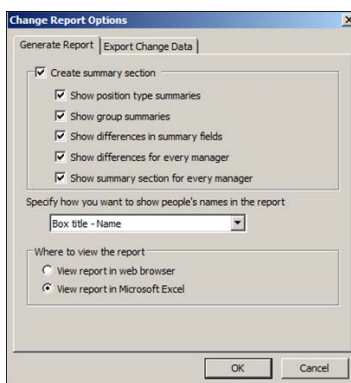 Change Report Options
Generate Report Export Change Data
Create summary section
Show position type summaries
Show group summaries
Show differences in summary fields
Show differences for every manager
Show summary section for every manager
Specify how you want to show people's names in the report
Box title - Name
Where to view the report
View report in web browser
View report in Microsoft Excel
OK Cancel